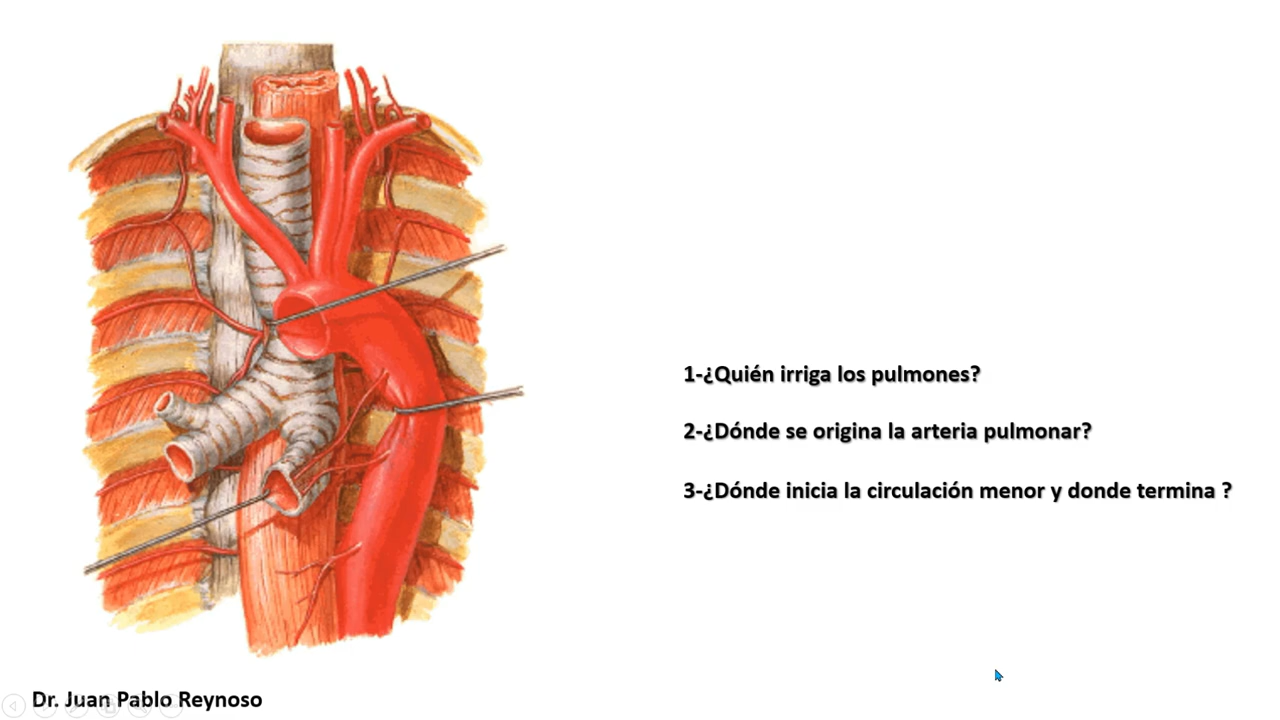 1-¿Quién irriga los pulmones?
2-¿Dónde se origina la arteria pulmonar?
3-¿Dónde inicia la circulación menor y donde termina ?
Dr. Juan Pablo Reynoso